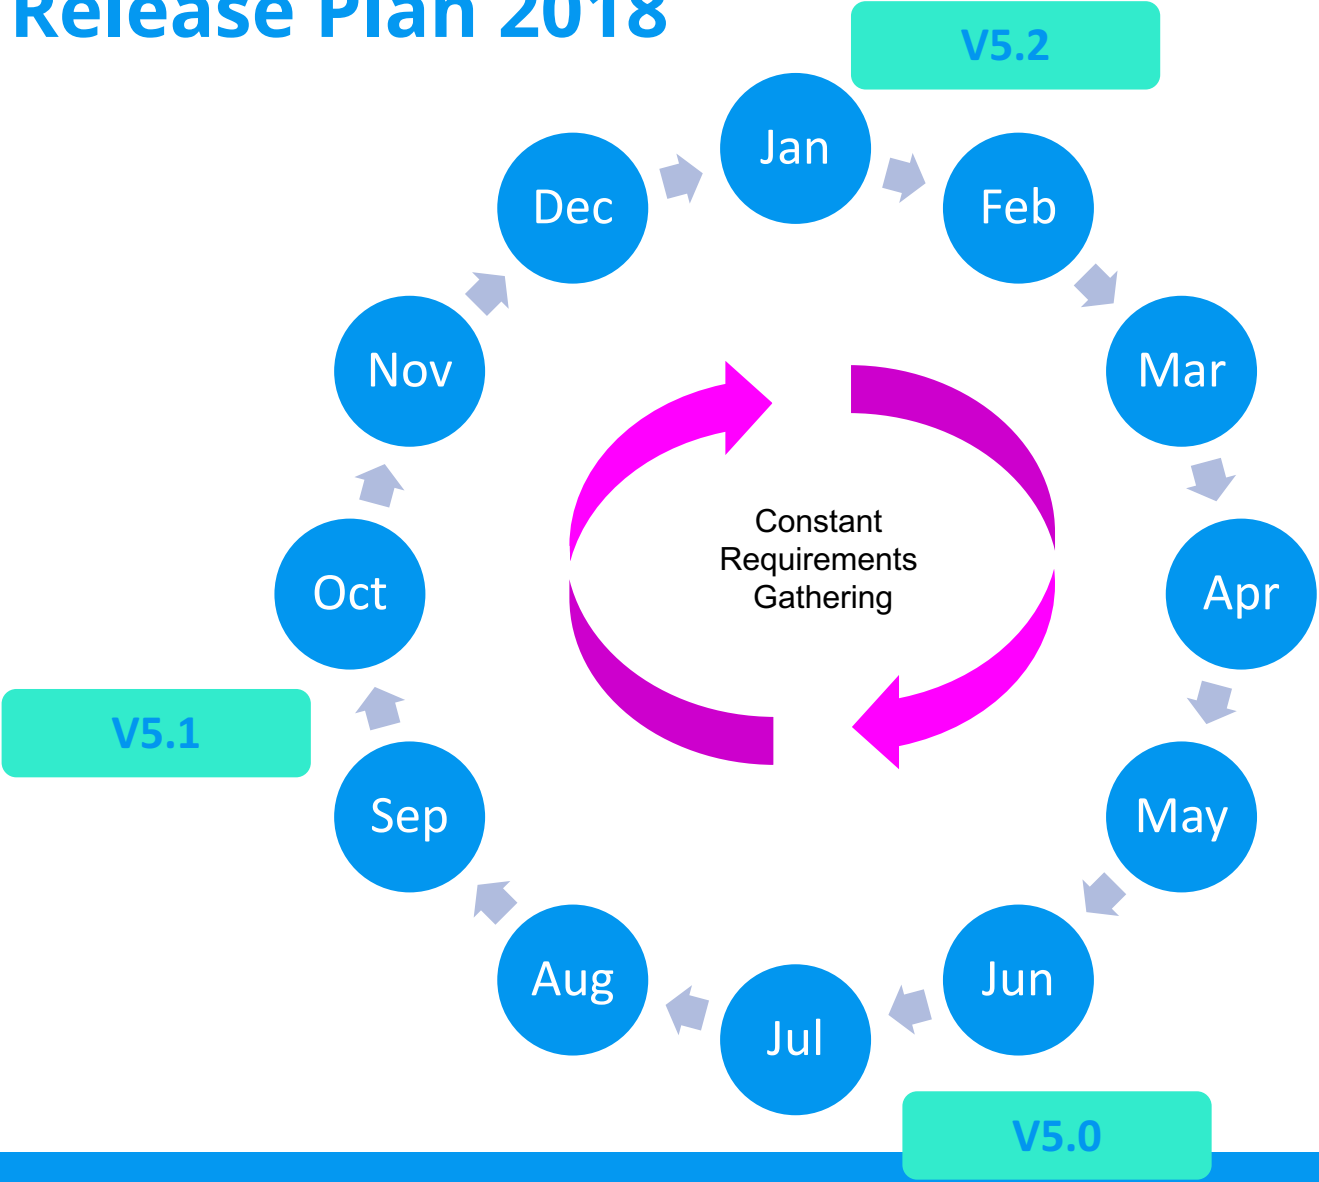 Release Plan 2018
V5.2
Jan
Feb
Mar
Apr
May
Jun
Jul
Aug
Sep
Oct
Nov
Dec
Constant
Requirements
Gathering
V5.1
V5.0